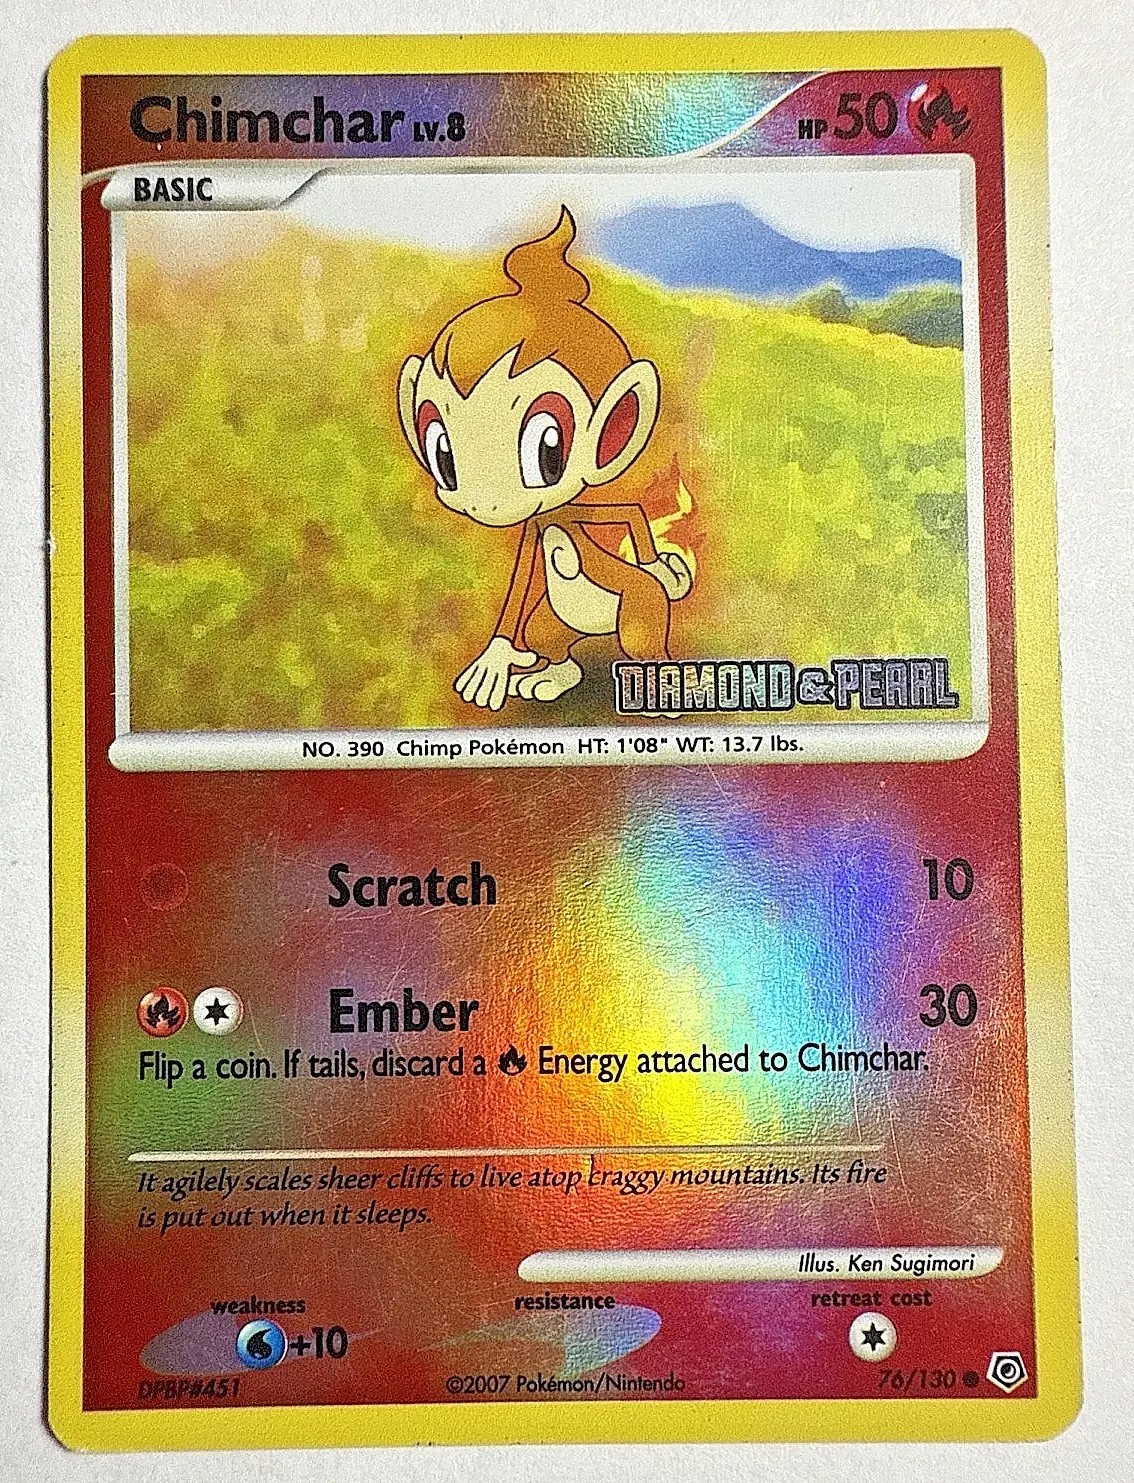 Chimchar LV.8 HP 50
BASIC
DIAMOND & PEARL
NO. 390 Chimp Pokémon HT: 1'08" WT: 13.7 lbs.
Scratch 10
Ember 30
Flip a coin. If tails, discard a Energy attached to Chimchar.
It agilely scales sheer cliffs to live atop craggy mountains. Its fire
is put out when it sleeps.
Illus. Ken Sugimori
weakness resistance retreat cost
+10
DPBP#451 ©2007 Pokémon/Nintendo 76/130